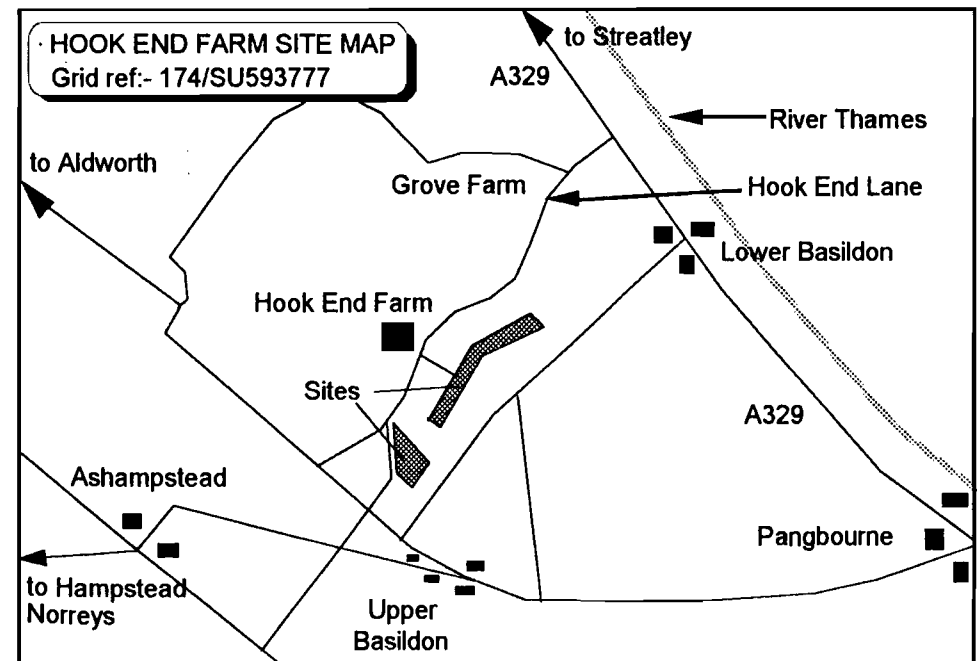 HOOK END FARM SITE MAP
Grid ref:- 174/SU593777
to Streatley
A329
River Thames
to Aldworth
Grove Farm
Hook End Lane
Lower Basildon
Hook End Farm
Sites
A329
Ashampstead
Pangbourne
to Hampstead
Norreys
Upper
Basildon